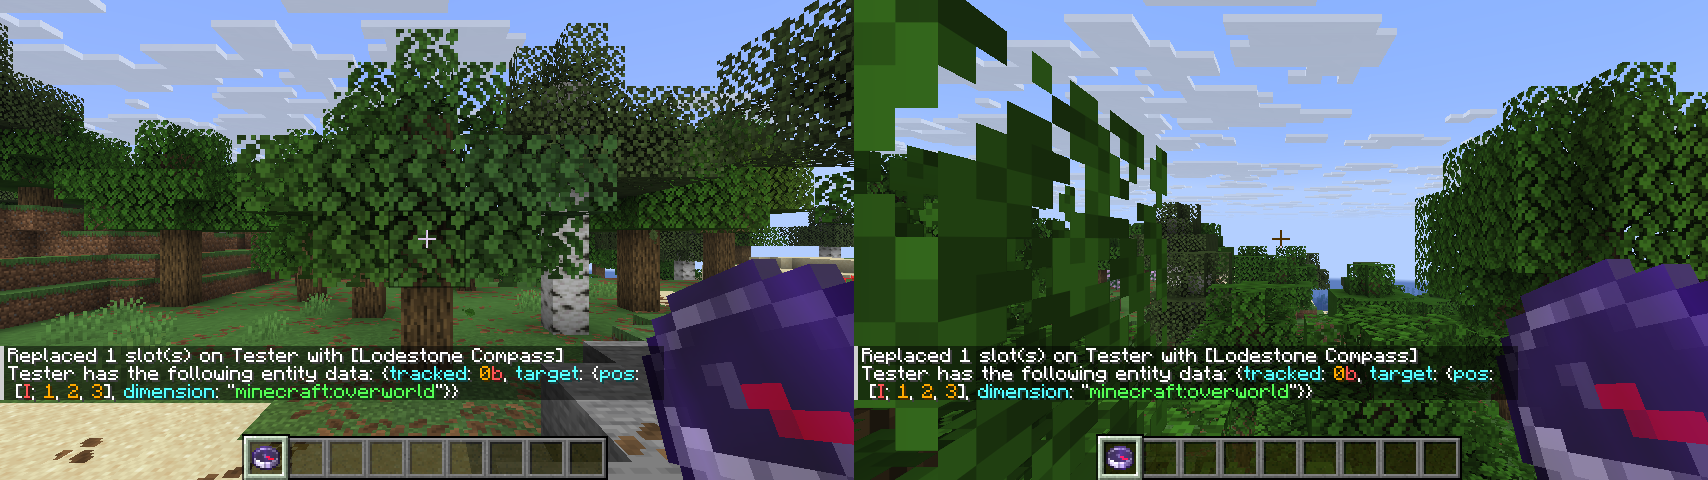 Replaced 1 slot(s) on Tester with [Lodestone Compass]
Tester has the following entity data: {tracked: 0b, target: {pos:
[I; 1, 2, 3], dimension: "minecraft:overworld"}}
Replaced 1 slot(s) on Tester with [Lodestone Compass]
Tester has the following entity data: {tracked: 0b, target: {pos:
[I; 1, 2, 3], dimension: "minecraft:overworld"}}